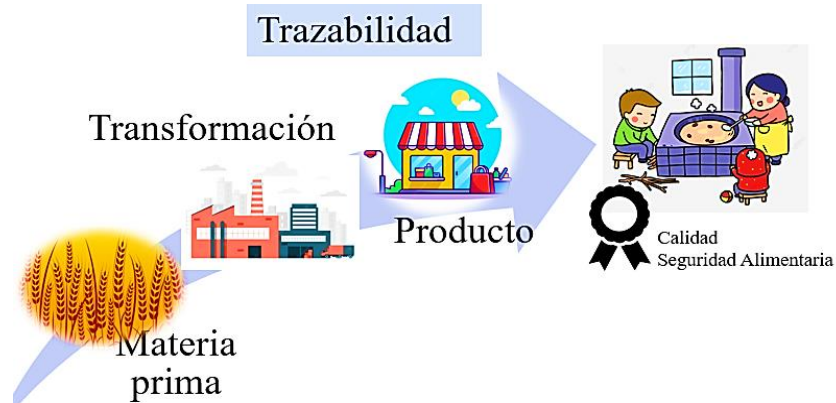 Trazabilidad
Transformación
Producto
Calidad
Seguridad Alimentaria
Materia
prima